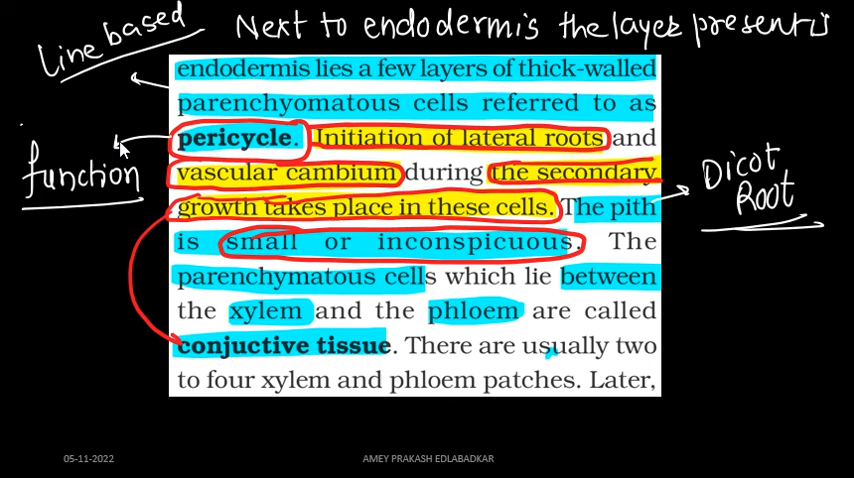 Line based
Next to endodermis the layer present is
endodermis lies a few layers of thick-walled
parenchyomatous cells referred to as
pericycle. Initiation of lateral roots and
vascular cambium during the secondary
growth takes place in these cells. The pith
is small or inconspicuous. The
parenchymatous cells which lie between
the xylem and the phloem are called
conjuctive tissue. There are usually two
to four xylem and phloem patches. Later,
function
Dicot
Root
05-11-2022
AMEY PRAKASH EDLABADKAR